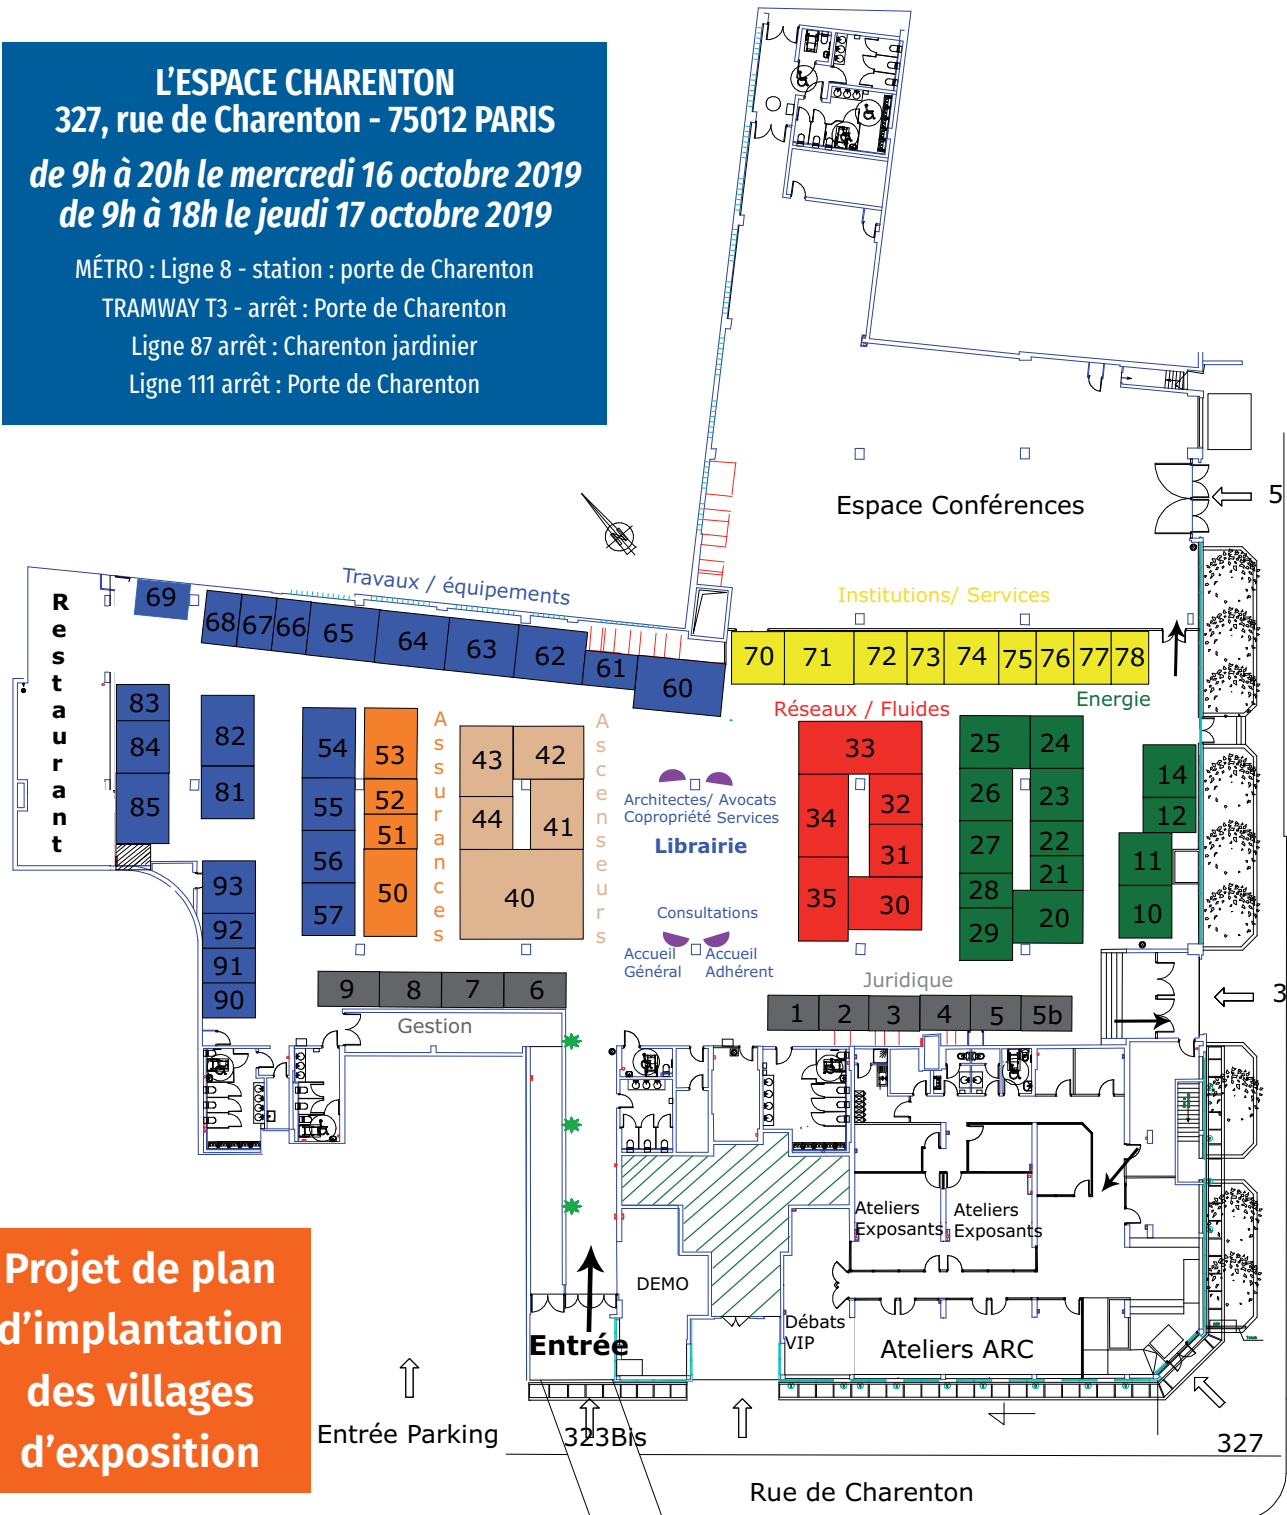 L'ESPACE CHARENTON
327, rue de Charenton - 75012 PARIS
de 9h à 20h le mercredi 16 octobre 2019
de 9h à 18h le jeudi 17 octobre 2019
MÉTRO : Ligne 8 - station : porte de Charenton
TRAMWAY T3 - arrêt : Porte de Charenton
Ligne 87 arrêt : Charenton jardinier
Ligne 111 arrêt : Porte de Charenton
Espace Conférences
5
Restaurant
Travaux / équipements
69
68 67 66 65 64 63 62 61 60
Institutions/ Services
70 71 72 73 74 75 76 77 78
Energie
Réseaux / Fluides
83
84
85
82
81
54
55
56
57
53
52
51
50
Assurances
43 42
44 41
40
Ascenseurs
Architectes/ Avocats
Copropriété Services
Librairie
Consultations
Accueil Accueil
Général Adhérent
33
34 32
31
35 30
25 24
26 23
27 22
21
28 20
29
14
12
11
10
93
92
91
90
9 8 7 6
Gestion
Juridique
1 2 3 4 5 5b
3
Ateliers
Exposants
Ateliers
Exposants
DEMO
Débats
VIP
Ateliers ARC
Entrée
Projet de plan
d'implantation
des villages
d'exposition
Entrée Parking
323Bis
327
Rue de Charenton